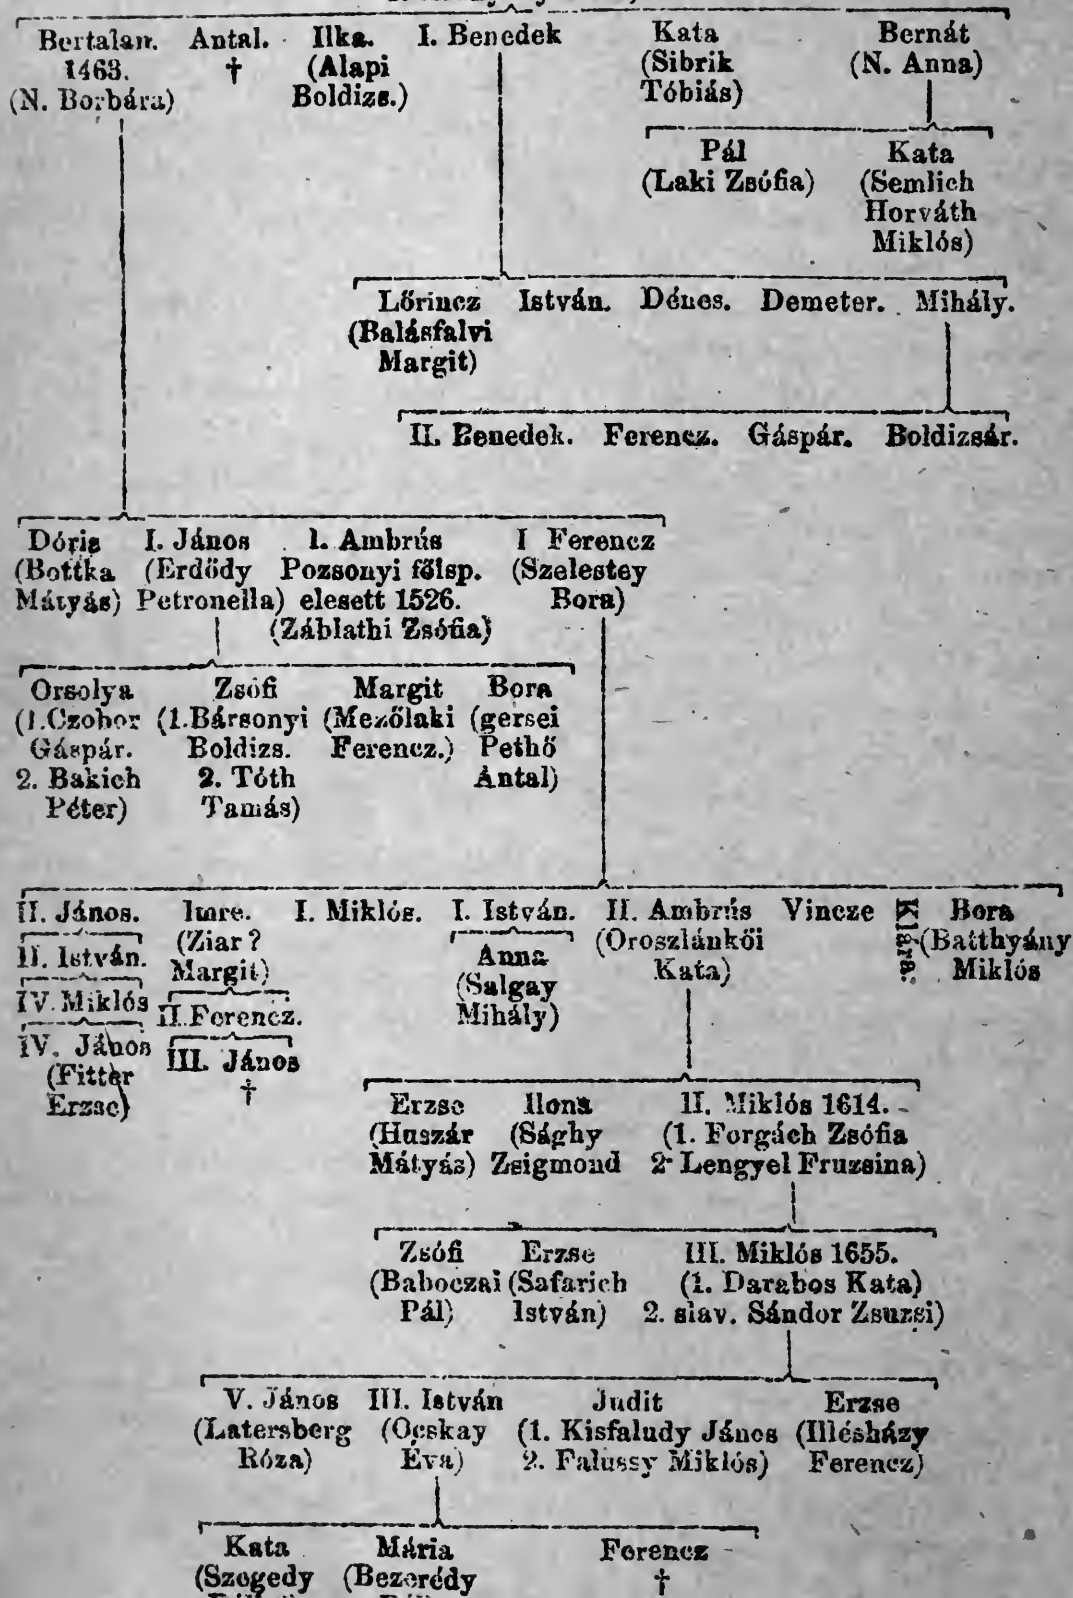 Bertalan. Antal. Ilka. I. Benedek Kata Bernát
1463. † (Alapi (Sibrik (N. Anna)
(N. Borbára) Boldizs.) Tóbiás)
Pál Kata
(Laki Zsófia) (Semlich
Horváth
Miklós)
Lőrincz István. Dénes. Demeter. Mihály.
(Balásfalvi
Margit)
II. Benedek. Ferencz. Gáspár. Boldizsár.
Dóris I. János I. Ambrús I Ferencz
(Bottka (Erdődy Pozsonyi főisp. (Szelestey
Mátyás) Petronella) elesett 1526. Bora)
(Záblathi Zsófia)
Orsolya Zsófi Margit Bora
(1.Czobor (1.Bársonyi (Mezőlaki (gersei
Gáspár. Boldizs. Ferencz.) Pethő
2. Bakich 2. Tóth Antal)
Péter) Tamás)
II. János. Imre. I. Miklós. I. István. II. Ambrús Vincze Klára. Bora
(Ziar ? (Oroszlánkői (Batthyány
II. István. Margit) Anna Kata) Miklós
IV. Miklós II. Ferencz. (Salgay
Mihály)
IV. János III. János
(Fitter †
Erzse)
Erzse Ilona II. Miklós 1614.
(Huszár (Sághy (1. Forgách Zsófia
Mátyás) Zsigmond 2. Lengyel Fruzsina)
Zsófi Erzse III. Miklós 1655.
(Baboczai (Safarich (1. Darabos Kata)
Pál) István) 2. slav. Sándor Zsuzsi)
V. János III. István Judit Erzse
(Latersberg (Ocskay (1. Kisfaludy János (Illésházy
Róza) Éva) 2. Falussy Miklós) Ferencz)
Kata Mária Ferencz
(Szegedy (Bezerédy †